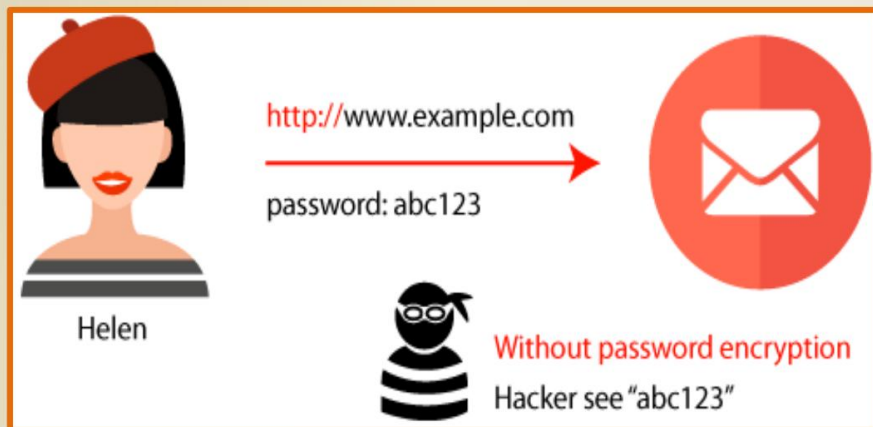 http://www.example.com
password: abc123
Helen
Without password encryption
Hacker see “abc123”